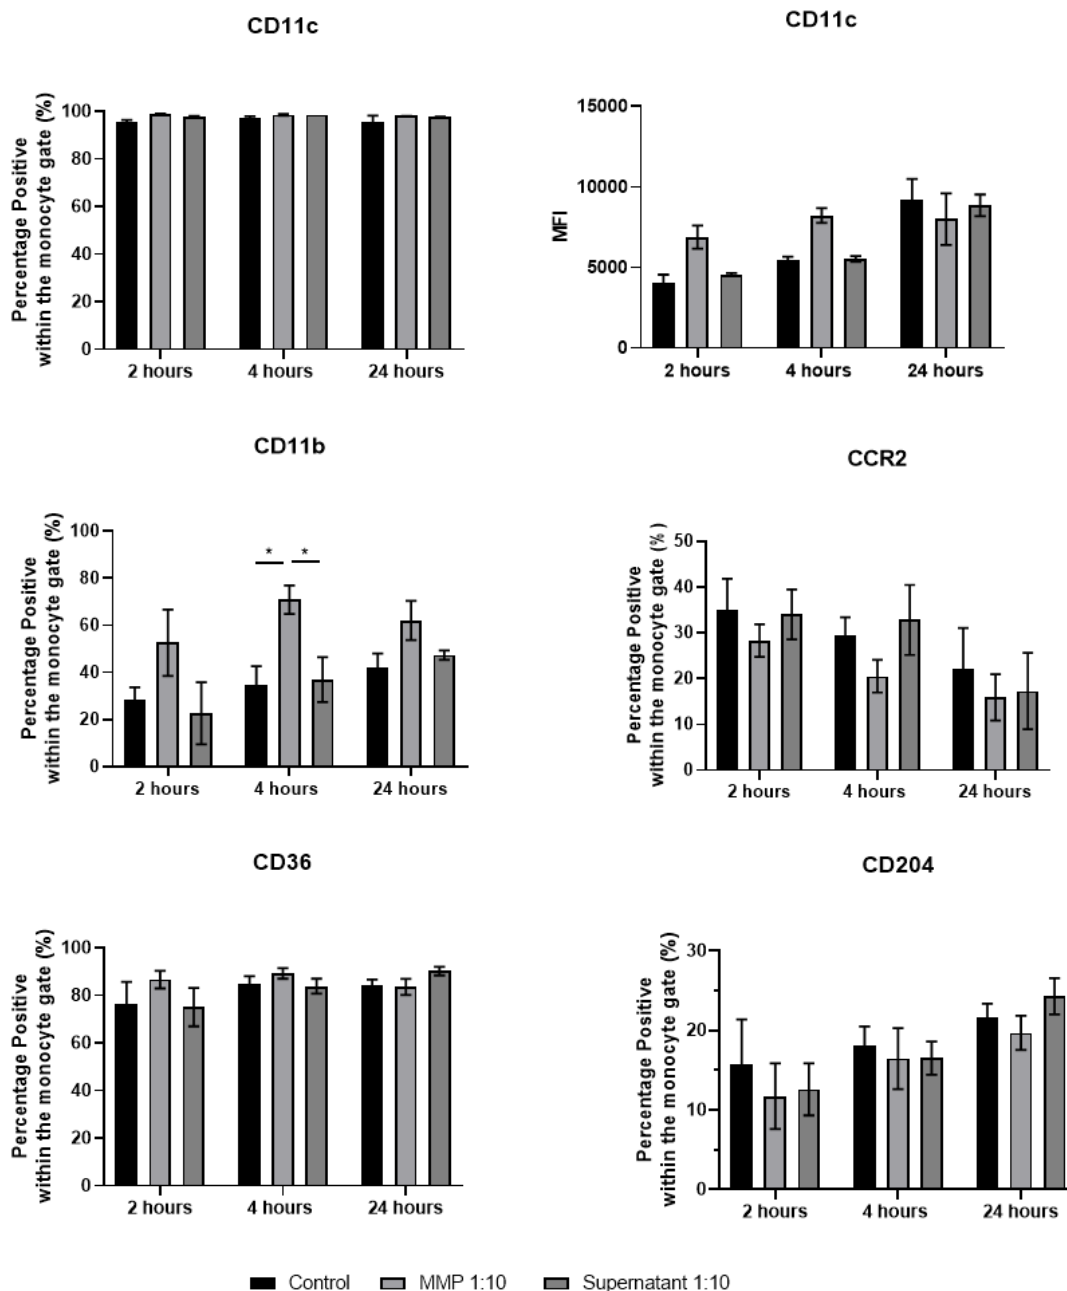 CD11c
Percentage Positive
within the monocyte gate (%)
100
80
60
40
20
0
2 hours 4 hours 24 hours
CD11c
MFI
15000
10000
5000
0
2 hours 4 hours 24 hours
CD11b
Percentage Positive
within the monocyte gate (%)
100
80
60
40
20
0
* *
2 hours 4 hours 24 hours
CCR2
Percentage Positive
within the monocyte gate (%)
50
40
30
20
10
0
2 hours 4 hours 24 hours
CD36
Percentage Positive
within the monocyte gate (%)
100
80
60
40
20
0
2 hours 4 hours 24 hours
CD204
Percentage Positive
within the monocyte gate (%)
30
20
10
0
2 hours 4 hours 24 hours
Control MMP 1:10 Supernatant 1:10